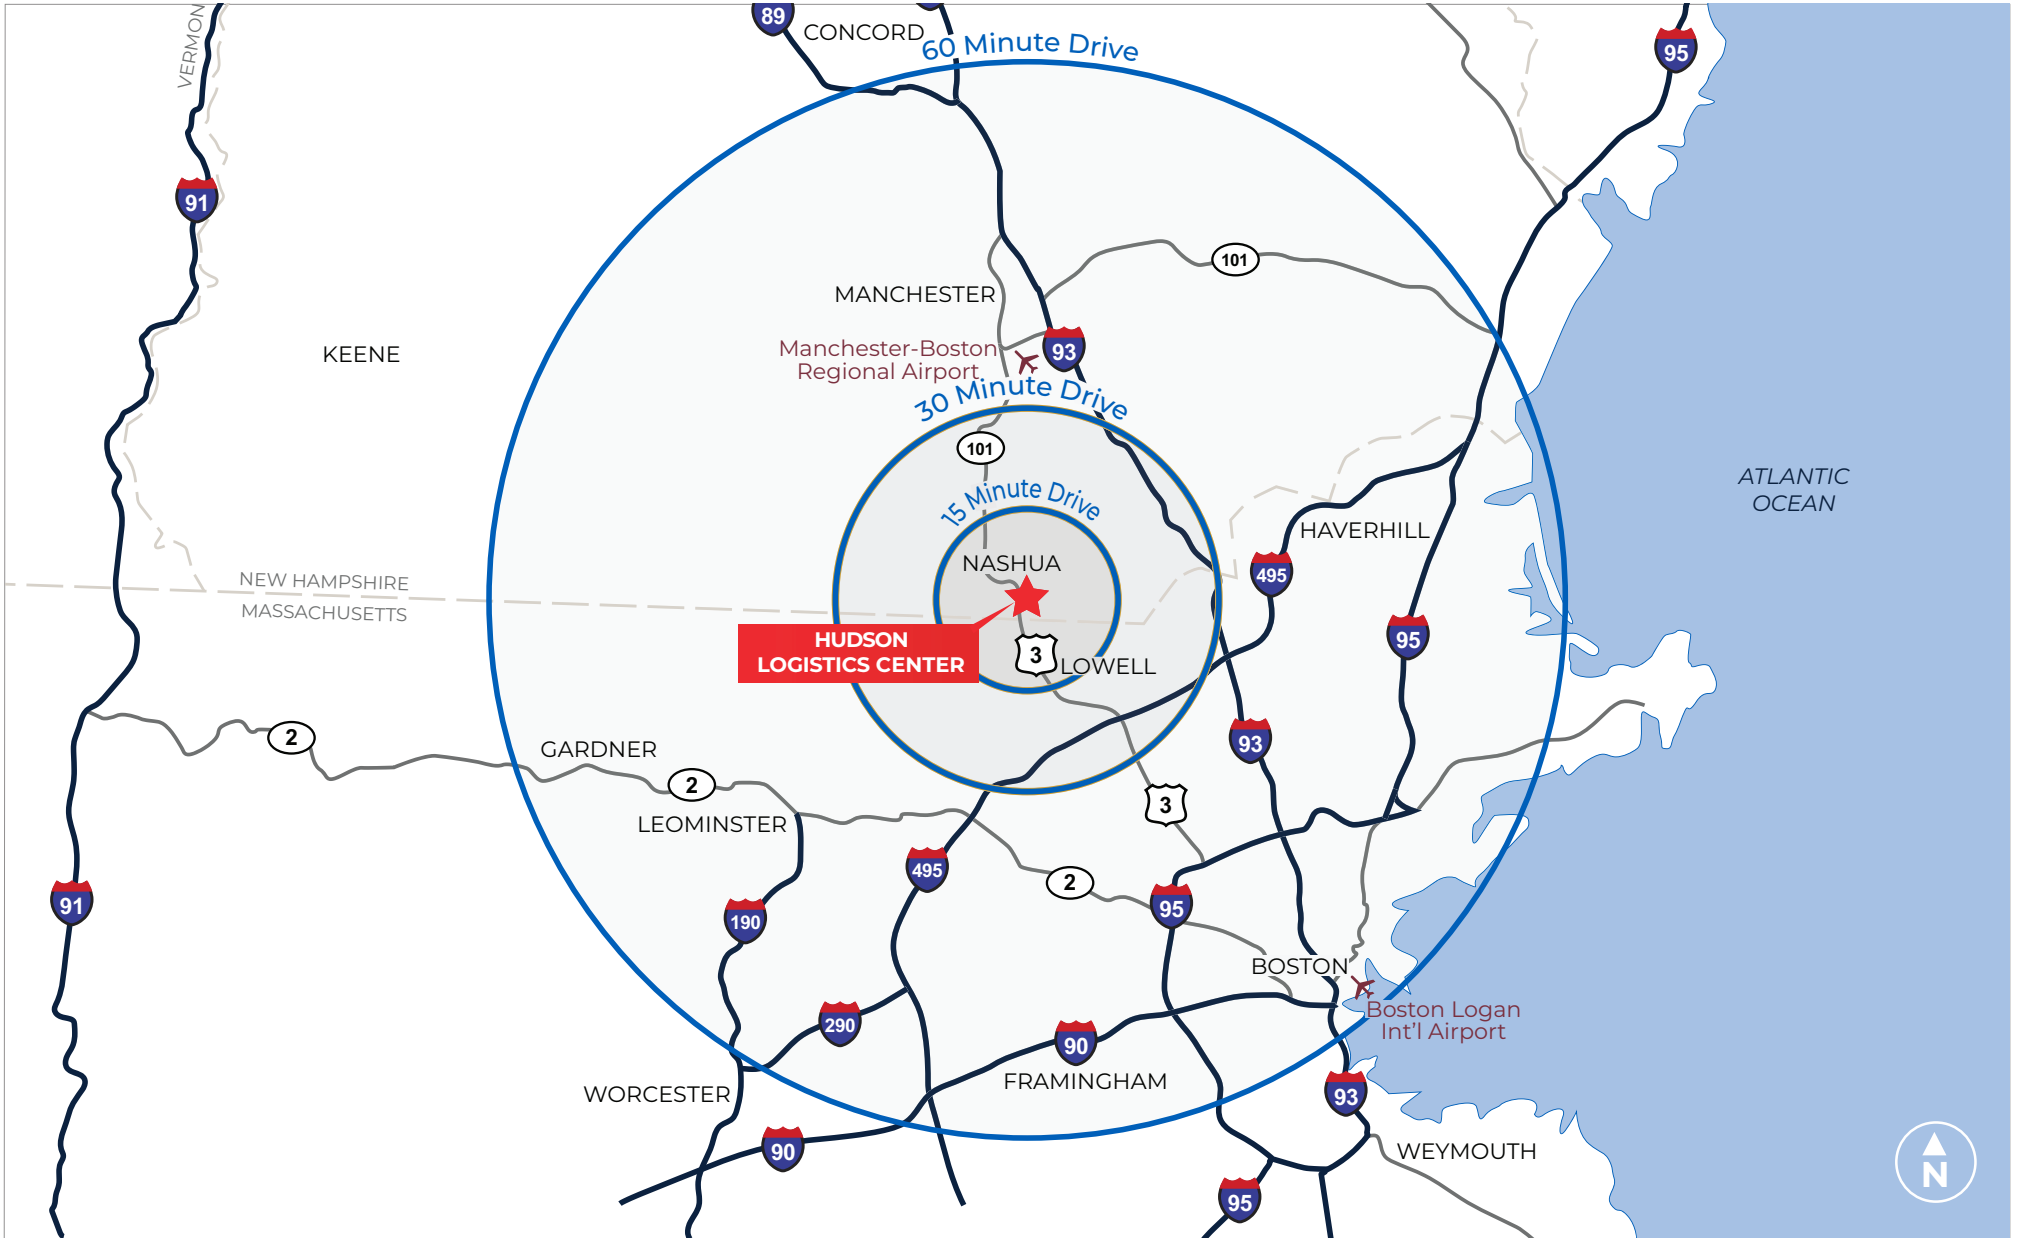 VERMON
89
CONCORD
60 Minute Drive
95
91
101
MANCHESTER
93
KEENE
Manchester-Boston
Regional Airport
30 Minute Drive
101
15 Minute Drive
ATLANTIC
OCEAN
HAVERHILL
NASHUA
495
NEW HAMPSHIRE
MASSACHUSETTS
HUDSON
LOGISTICS CENTER
3
LOWELL
95
2
GARDNER
93
2
3
LEOMINSTER
495
2
91
95
190
BOSTON
Boston Logan
Int'l Airport
290
90
FRAMINGHAM
WORCESTER
93
90
WEYMOUTH
95
N